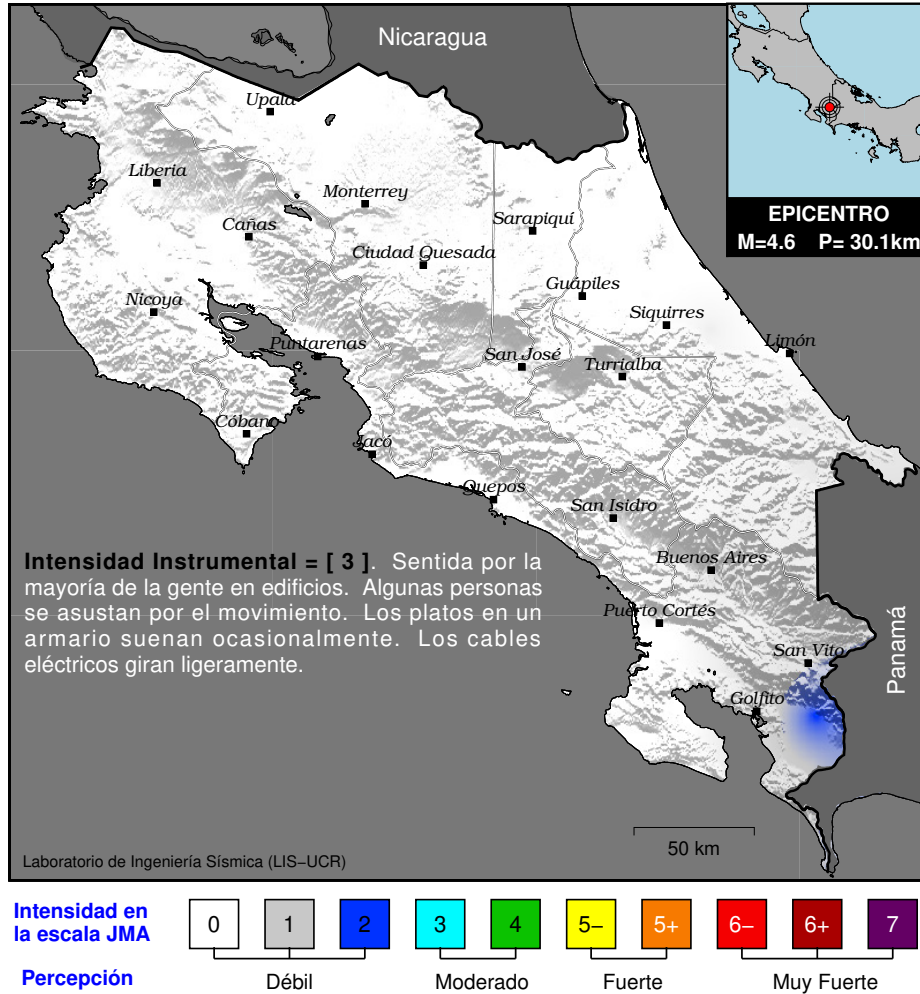 Nicaragua
Upala
Liberia
Monterrey
Cañas
Sarapiquí
Ciudad Quesada
EPICENTRO
M=4.6 P= 30.1km
Nicoya
Guápiles
Siquirres
Puntarenas
San José
Limón
Turrialba
Cóbano
Jacó
Quepos
San Isidro
Buenos Aires
Intensidad Instrumental = [ 3 ]. Sentida por la
mayoría de la gente en edificios. Algunas personas
se asustan por el movimiento. Los platos en un
armario suenan ocasionalmente. Los cables
eléctricos giran ligeramente.
Puerto Cortés
San Vito
Golfito
Panamá
50 km
Laboratorio de Ingeniería Sísmica (LIS−UCR)
Intensidad en
la escala JMA
0 1 2 3 4 5− 5+ 6− 6+ 7
Percepción
Débil Moderado Fuerte Muy Fuerte